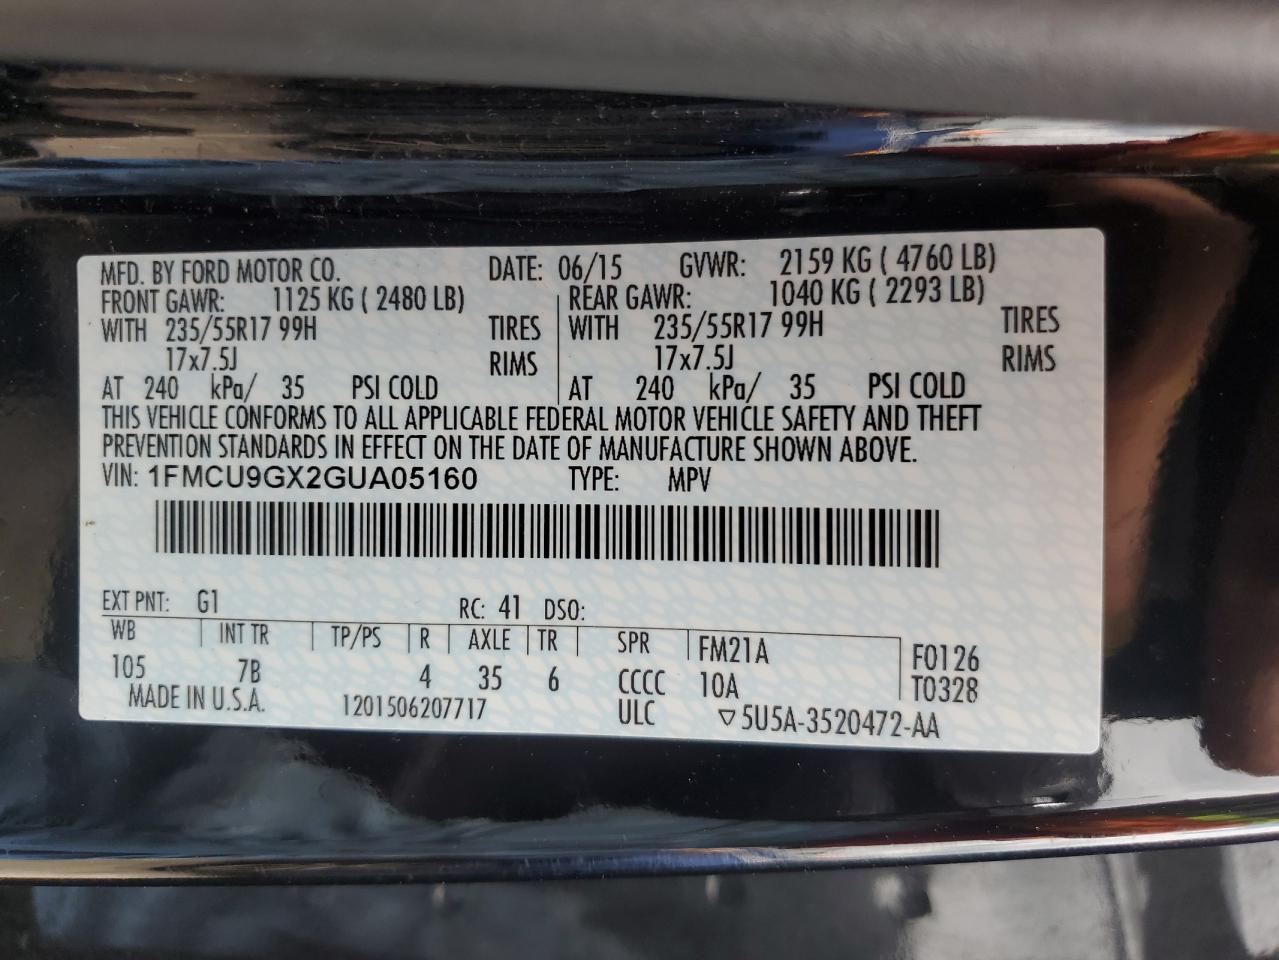 MFD. BY FORD MOTOR CO. DATE: 06/15 GVWR: 2159 KG ( 4760 LB)
FRONT GAWR: 1125 KG ( 2480 LB) REAR GAWR: 1040 KG ( 2293 LB)
WITH 235/55R17 99H TIRES WITH 235/55R17 99H TIRES
17x7.5J RIMS 17x7.5J RIMS
AT 240 kPa/ 35 PSI COLD AT 240 kPa/ 35 PSI COLD
THIS VEHICLE CONFORMS TO ALL APPLICABLE FEDERAL MOTOR VEHICLE SAFETY AND THEFT
PREVENTION STANDARDS IN EFFECT ON THE DATE OF MANUFACTURE SHOWN ABOVE.
VIN: 1FMCU9GX2GUA05160 TYPE: MPV
EXT PNT: G1 RC: 41 DSO:
WB INT TR TP/PS R AXLE TR SPR FM21A F0126
105 7B 4 35 6 CCCC 10A T0328
MADE IN U.S.A. 1201506207717 ULC ▽5U5A-3520472-AA